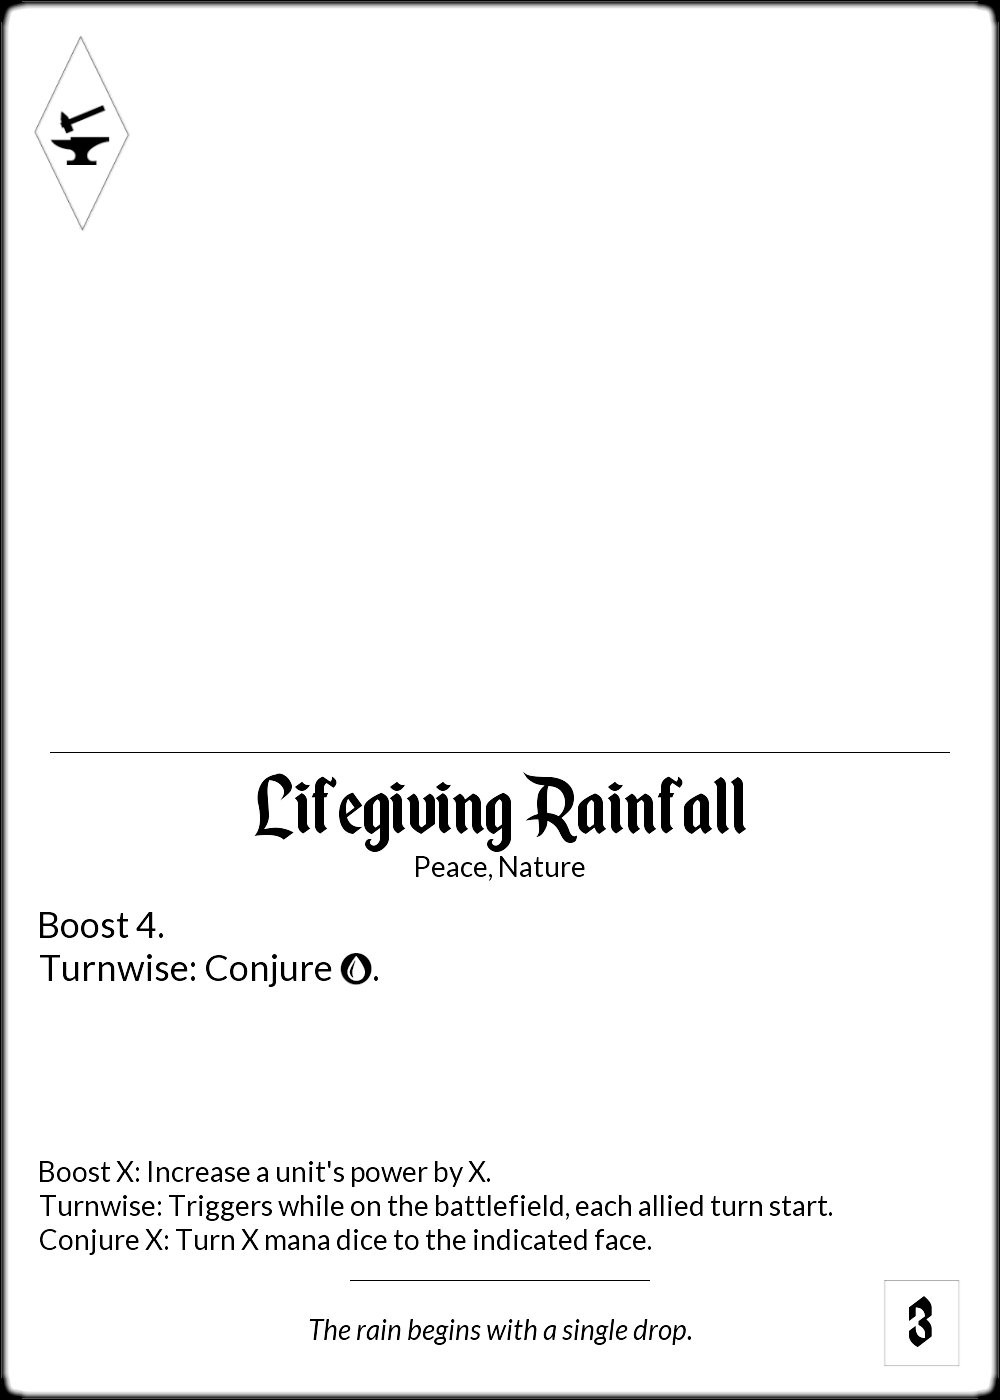 Lifegiving Rainfall
Peace, Nature
Boost 4.
Turnwise: Conjure .
Boost X: Increase a unit's power by X.
Turnwise: Triggers while on the battlefield, each allied turn start.
Conjure X: Turn X mana dice to the indicated face.
The rain begins with a single drop.
3